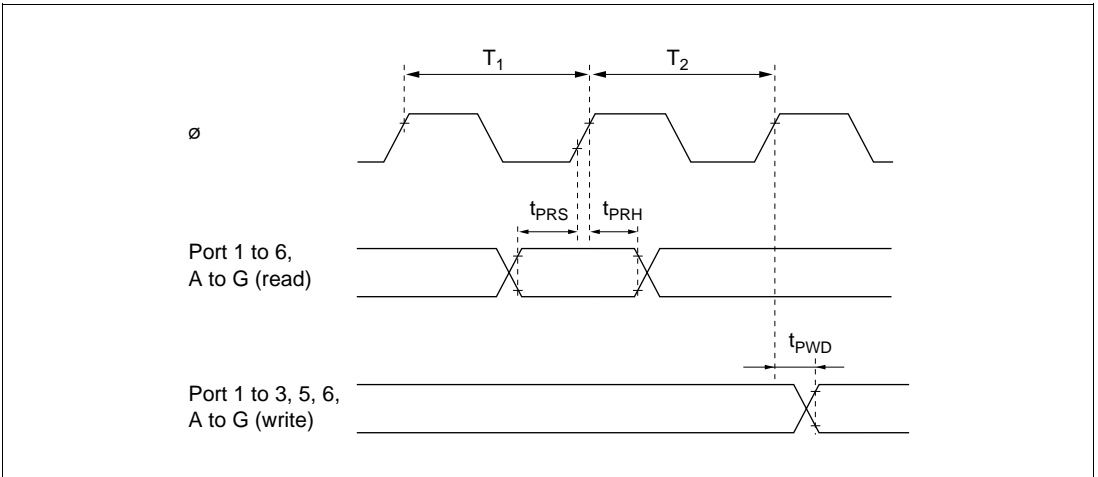 T₁ T₂
ø
tPRS tPRH
Port 1 to 6,
A to G (read)
tPWD
Port 1 to 3, 5, 6,
A to G (write)